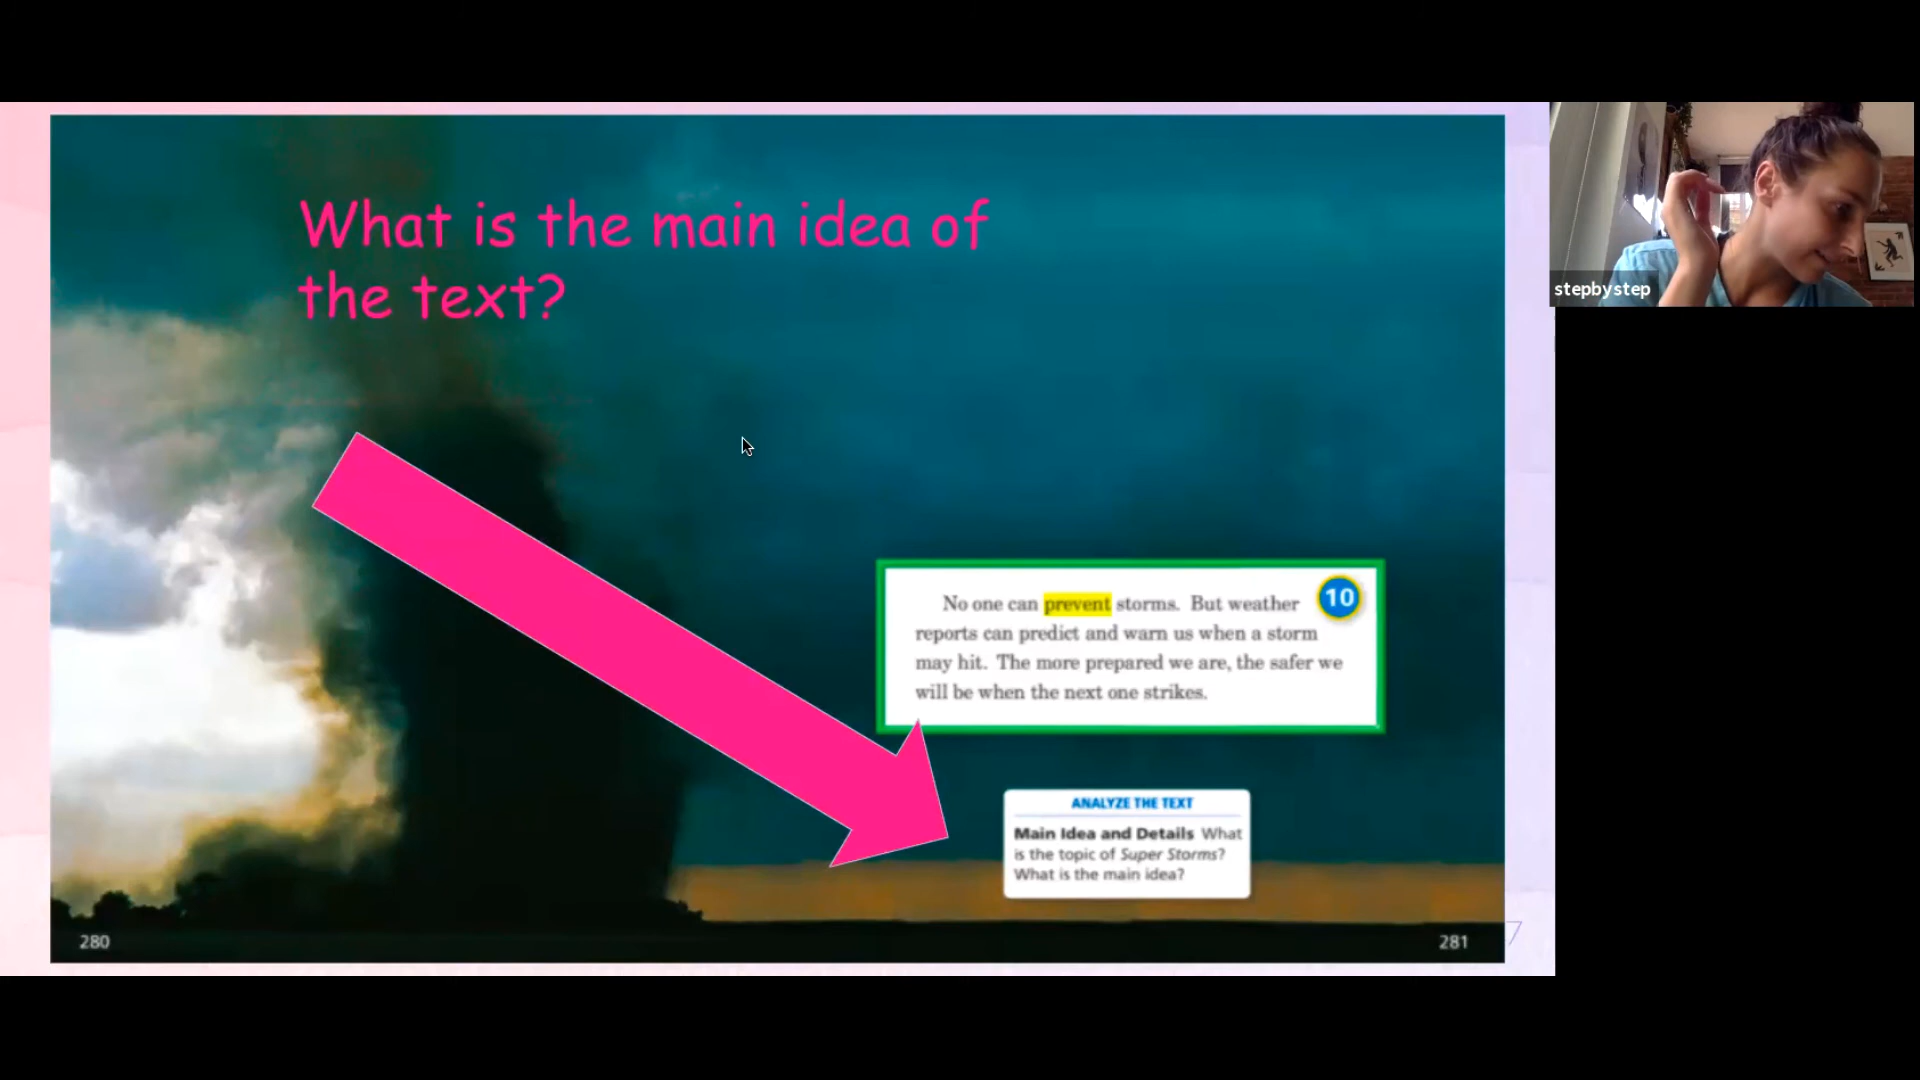 What is the main idea of
the text?
No one can prevent storms. But weather
reports can predict and warn us when a storm
may hit. The more prepared we are, the safer we
will be when the next one strikes.
10
ANALYZE THE TEXT
Main Idea and Details What
is the topic of Super Storms?
What is the main idea?
280
281
stepbystep